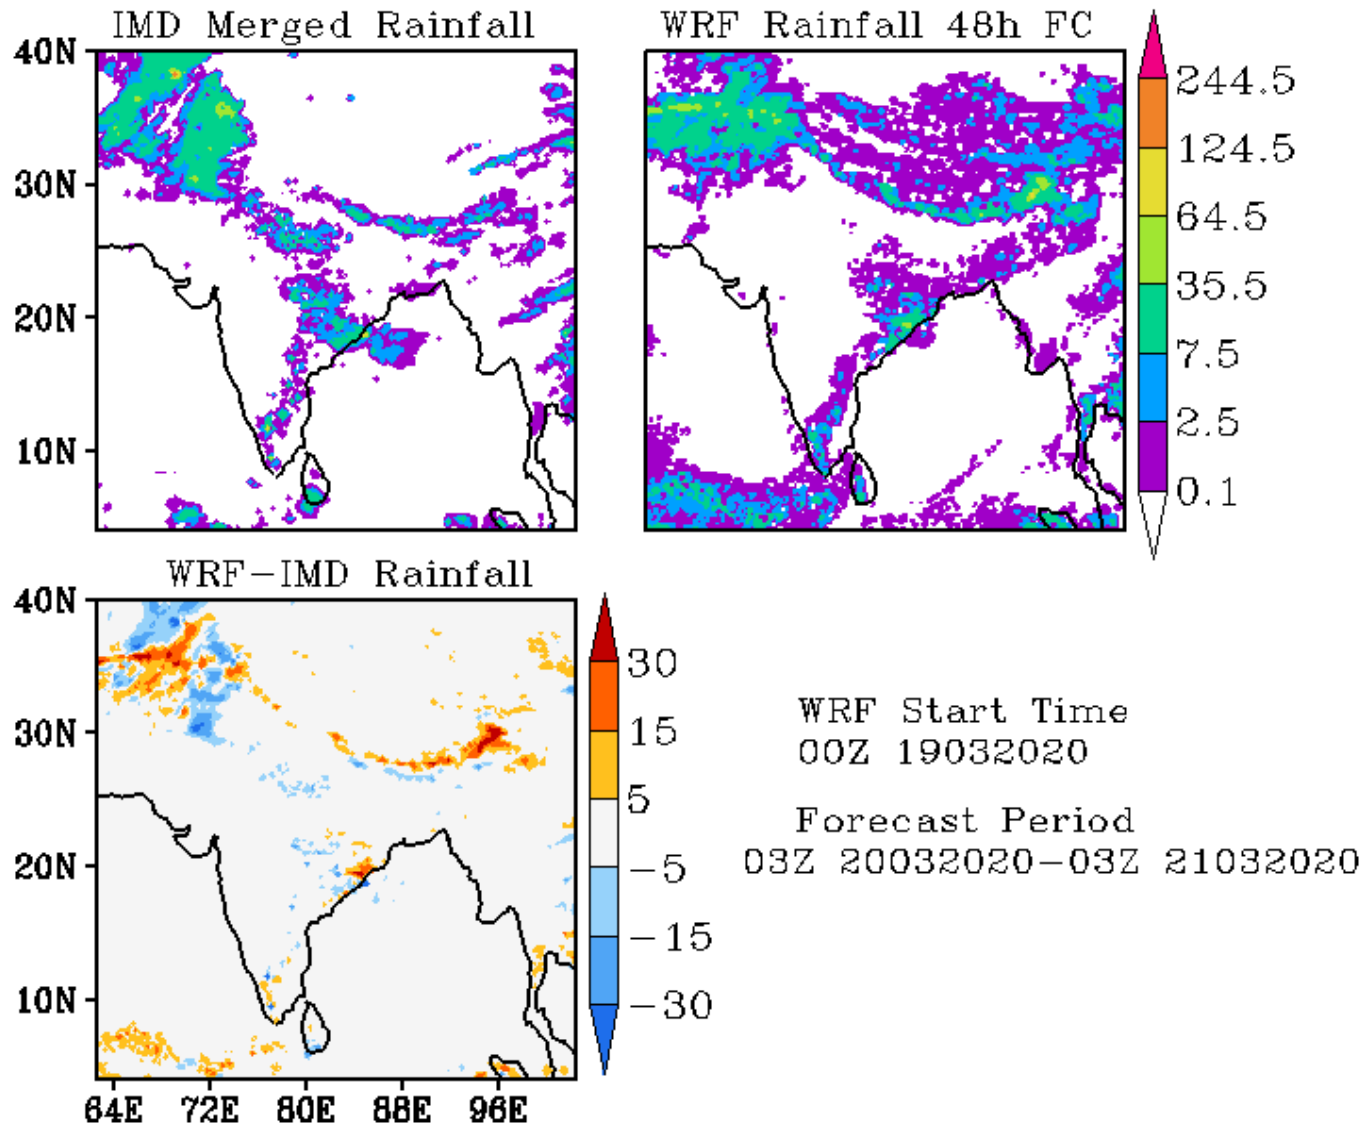 IMD Merged Rainfall
WRF Rainfall 48h FC
40N
30N
20N
10N
244.5
124.5
64.5
35.5
7.5
2.5
0.1
WRF-IMD Rainfall
40N
30N
20N
10N
64E 72E 80E 88E 96E
30
15
5
-5
-15
-30
WRF Start Time
00Z 19032020
Forecast Period
03Z 20032020-03Z 21032020